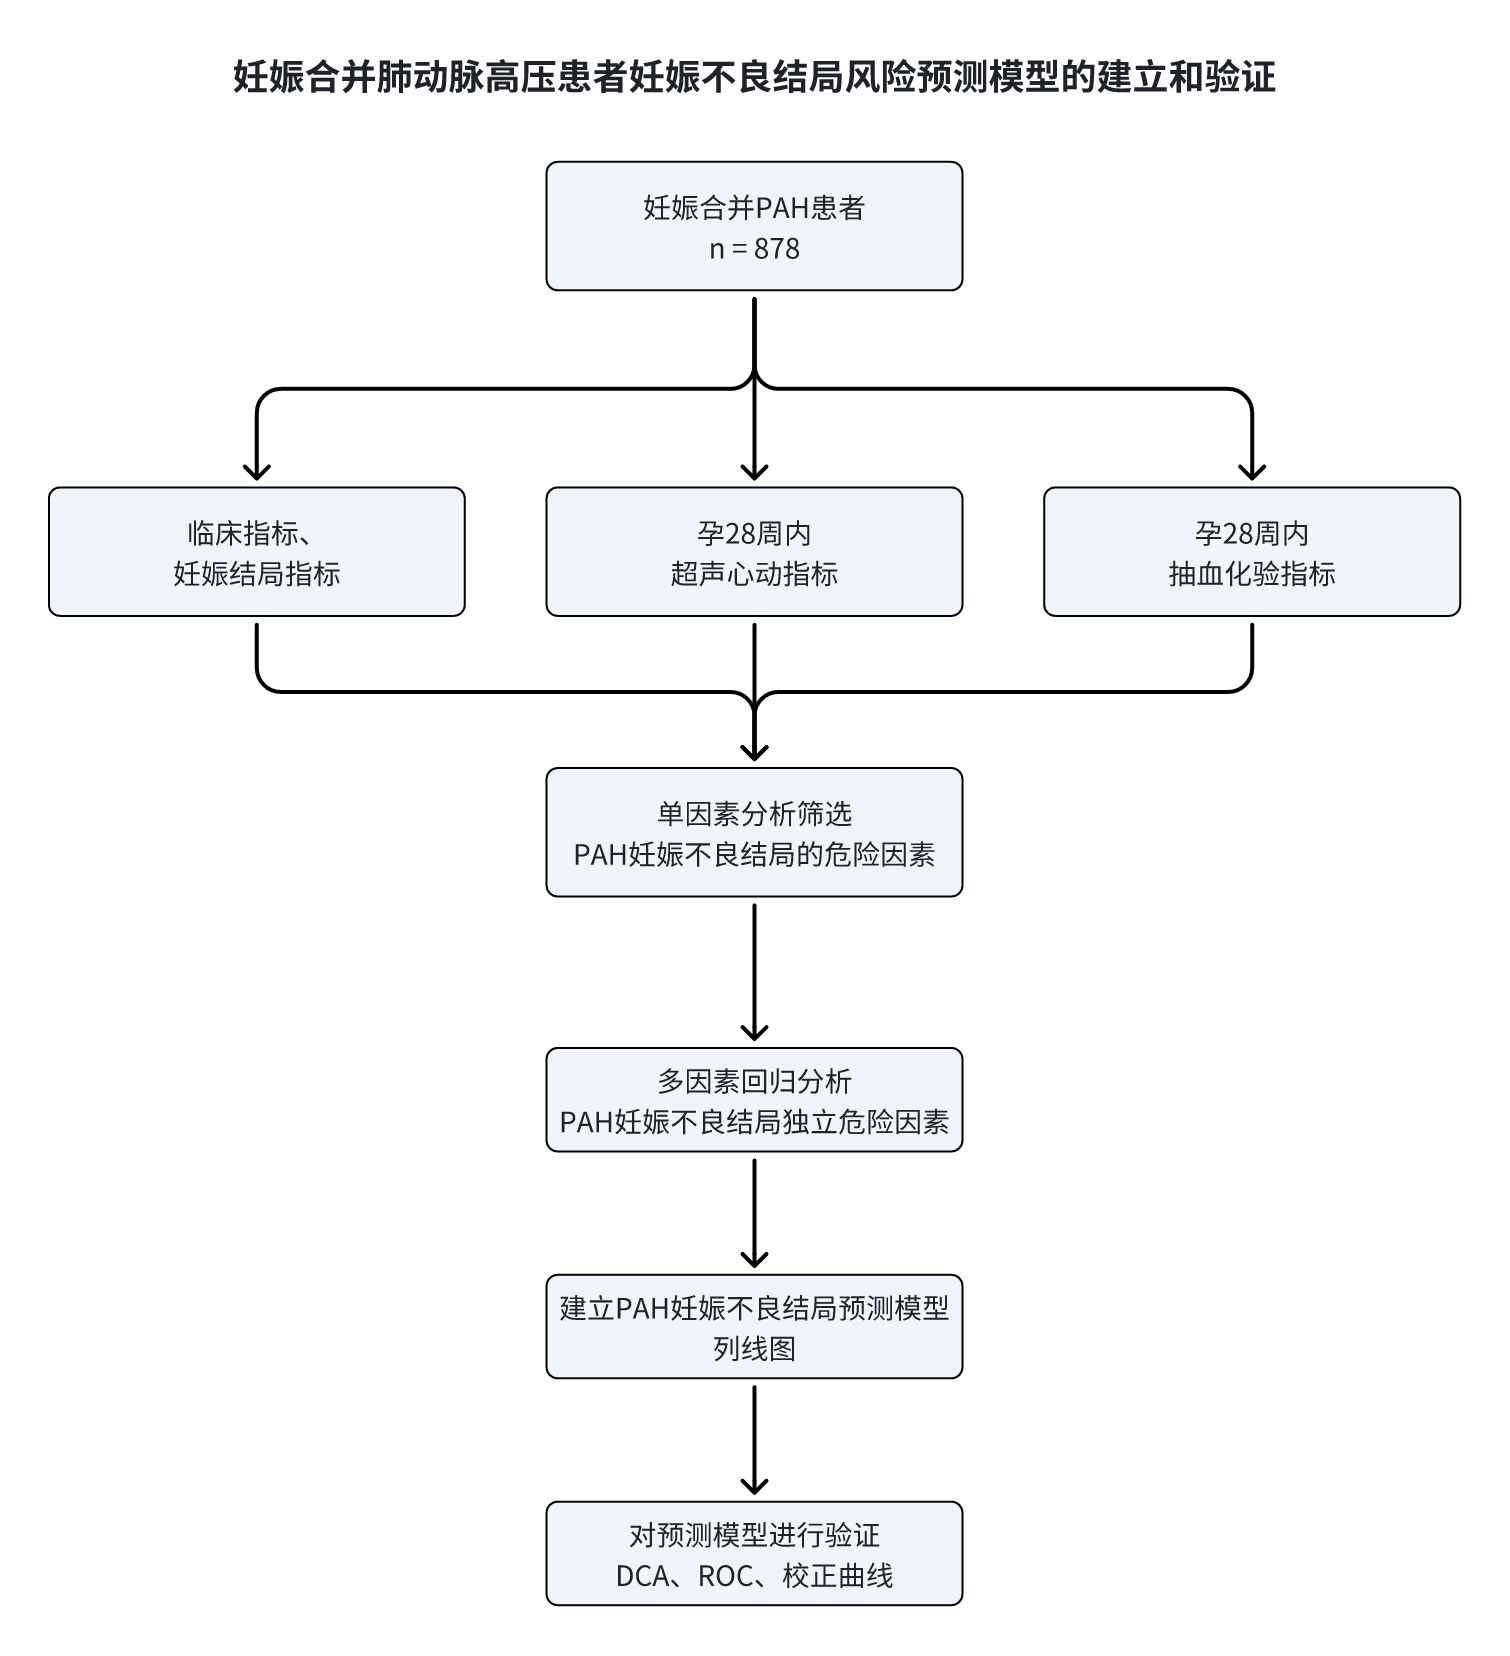 妊娠合并肺动脉高压患者妊娠不良结局风险预测模型的建立和验证
妊娠合并PAH患者
n = 878
临床指标、
妊娠结局指标
孕28周内
超声心动指标
孕28周内
抽血化验指标
单因素分析筛选
PAH妊娠不良结局的危险因素
多因素回归分析
PAH妊娠不良结局独立危险因素
建立PAH妊娠不良结局预测模型
列线图
对预测模型进行验证
DCA、ROC、校正曲线